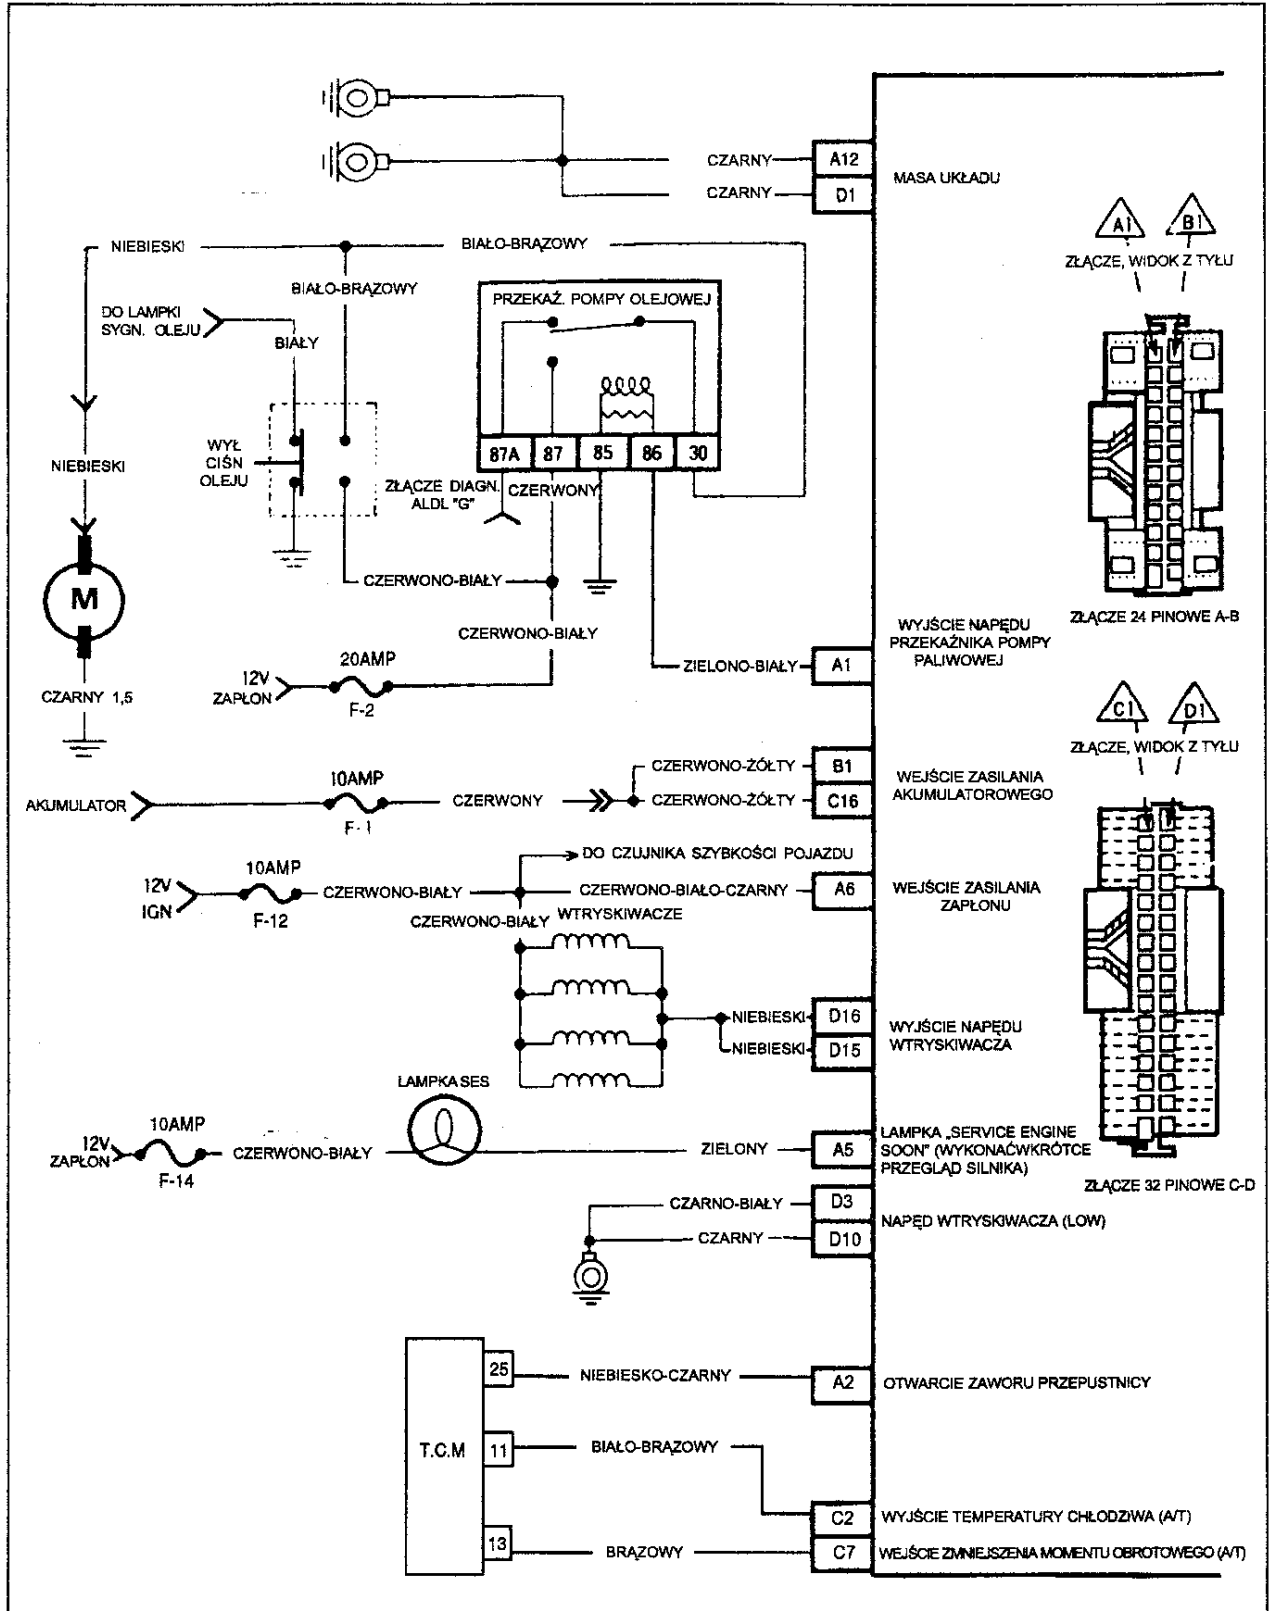 CZARNY
A12
CZARNY
D1
MASA UKŁADU
A1
B1
ZŁĄCZE, WIDOK Z TYŁU
NIEBIESKI
BIAŁO-BRĄZOWY
BIAŁO-BRĄZOWY
PRZEKAŹ. POMPY OLEJOWEJ
DO LAMPKI
SYGN. OLEJU
BIAŁY
WYŁ
CIŚN
OLEJU
NIEBIESKI
87A
87
85
86
30
ZŁĄCZE DIAGN.
ALDL "G"
CZERWONY
CZERWONO-BIAŁY
M
CZERWONO-BIAŁY
ZŁĄCZE 24 PINOWE A-B
WYJŚCIE NAPĘDU
PRZEKAŹNIKA POMPY
PALIWOWEJ
ZIELONO-BIAŁY
A1
20AMP
12V
ZAPŁON
F-2
CZARNY 1,5
C1
D1
ZŁĄCZE, WIDOK Z TYŁU
CZERWONO-ŻÓŁTY
B1
10AMP
AKUMULATOR
CZERWONY
CZERWONO-ŻÓŁTY
C16
F-1
WEJŚCIE ZASILANIA
AKUMULATOROWEGO
DO CZUJNIKA SZYBKOŚCI POJAZDU
10AMP
12V
IGN
F-12
CZERWONO-BIAŁY
CZERWONO-BIAŁO-CZARNY
A6
WEJŚCIE ZASILANIA
ZAPŁONU
CZERWONO-BIAŁY
WTRYSKIWACZE
NIEBIESKI
D16
NIEBIESKI
D15
WYJŚCIE NAPĘDU
WTRYSKIWACZA
LAMPKA SES
10AMP
12V
ZAPŁON
F-14
CZERWONO-BIAŁY
ZIELONY
A5
LAMPKA „SERVICE ENGINE
SOON" (WYKONAĆWKRÓTCE
PRZEGLĄD SILNIKA)
ZŁĄCZE 32 PINOWE C-D
CZARNO-BIAŁY
D3
CZARNY
D10
NAPĘD WTRYSKIWACZA (LOW)
T.C.M
25
NIEBIESKO-CZARNY
A2
OTWARCIE ZAWORU PRZEPUSTNICY
11
BIAŁO-BRĄZOWY
C2
WYJŚCIE TEMPERATURY CHŁODZIWA (A/T)
13
BRĄZOWY
C7
WEJŚCIE ZMNIEJSZENIA MOMENTU OBROTOWEGO (A/T)